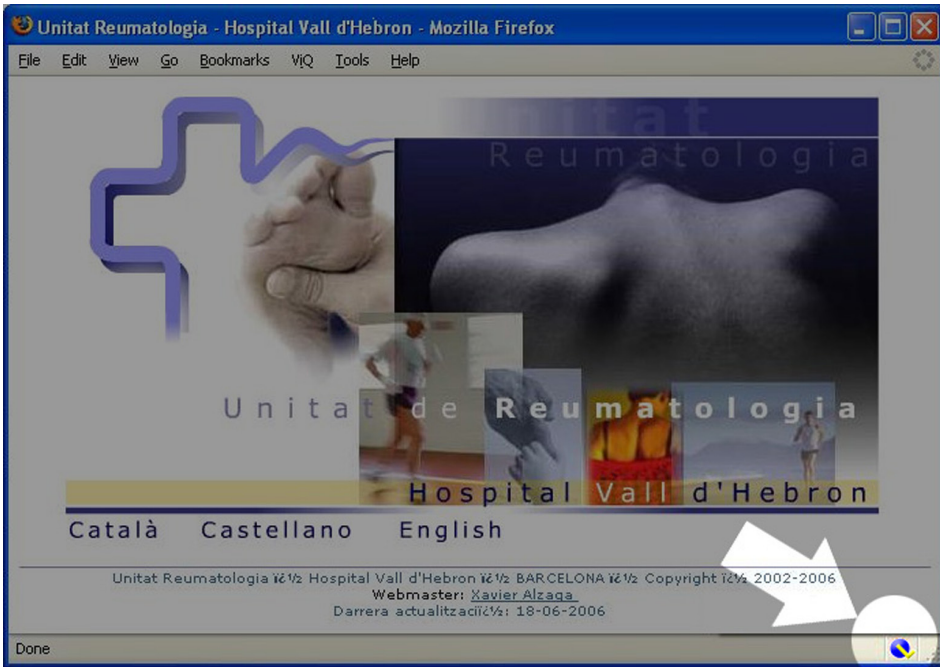 Unitat Reumatologia - Hospital Vall d'Hebron - Mozilla Firefox
File Edit View Go Bookmarks ViQ Tools Help
Unitat
Reumatologia
Unitat de Reumatologia
Hospital Vall d'Hebron
Català Castellano English
Unitat Reumatologia ï¿½ Hospital Vall d'Hebron ï¿½ BARCELONA ï¿½ Copyright ï¿½ 2002-2006
Webmaster: Xavier Alzaga
Darrera actualitzaciï¿½: 18-06-2006
Done